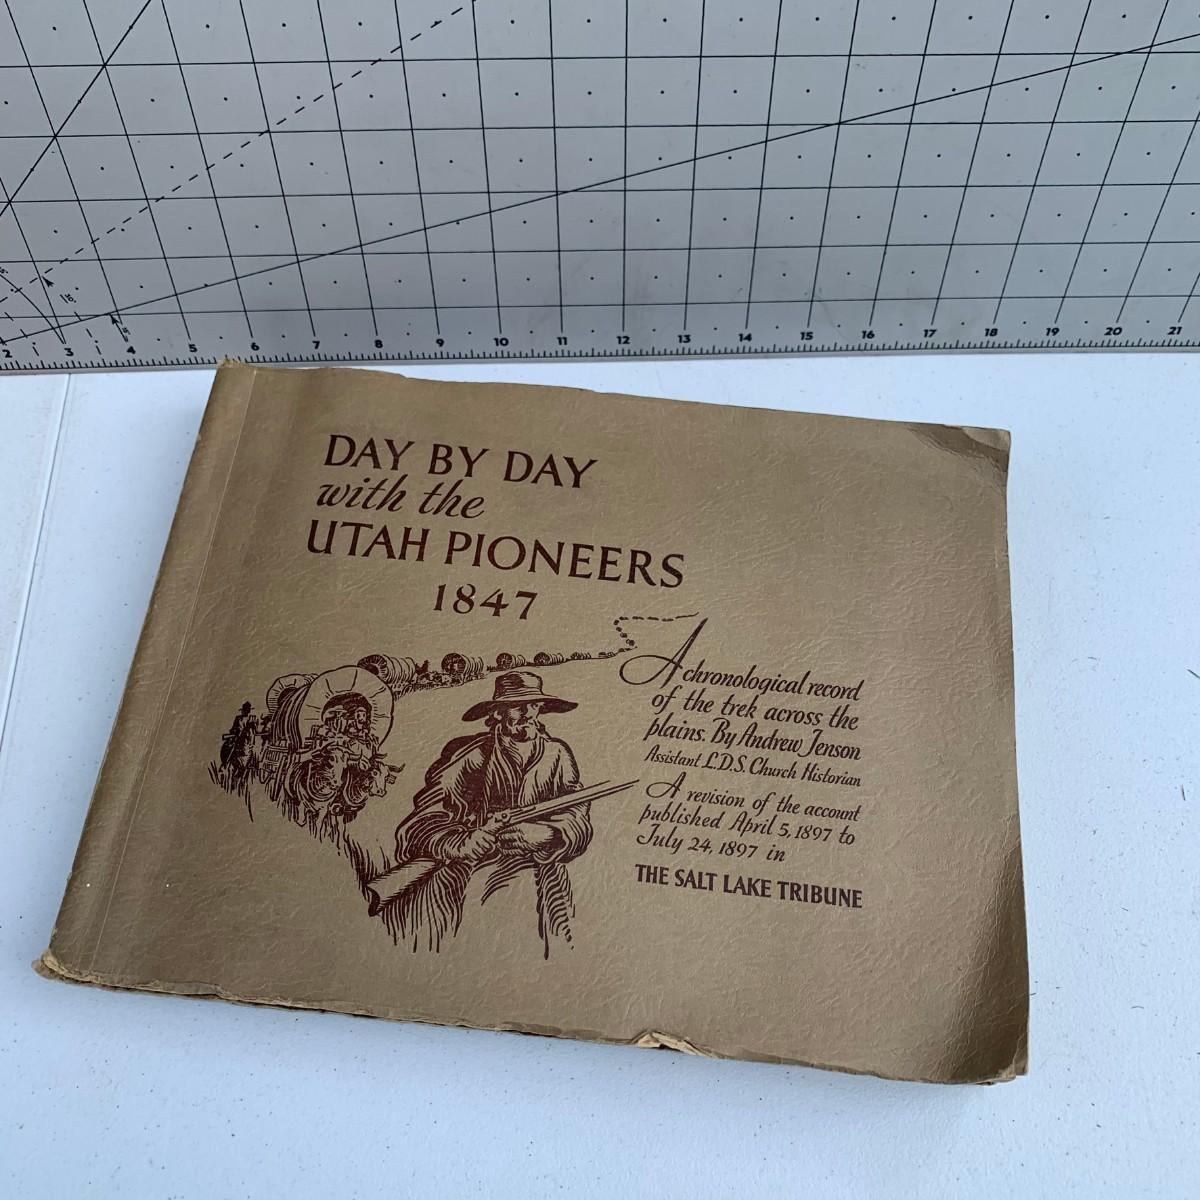 2 3 4 5 6 7 8 9 10 11 12 13 14 15 16 17 18 19 20 21
DAY BY DAY
with the
UTAH PIONEERS
1847
A chronological record
of the trek across the
plains. By Andrew Jenson
Assistant L.D.S. Church Historian
A revision of the account
published April 5, 1897 to
July 24, 1897 in
THE SALT LAKE TRIBUNE